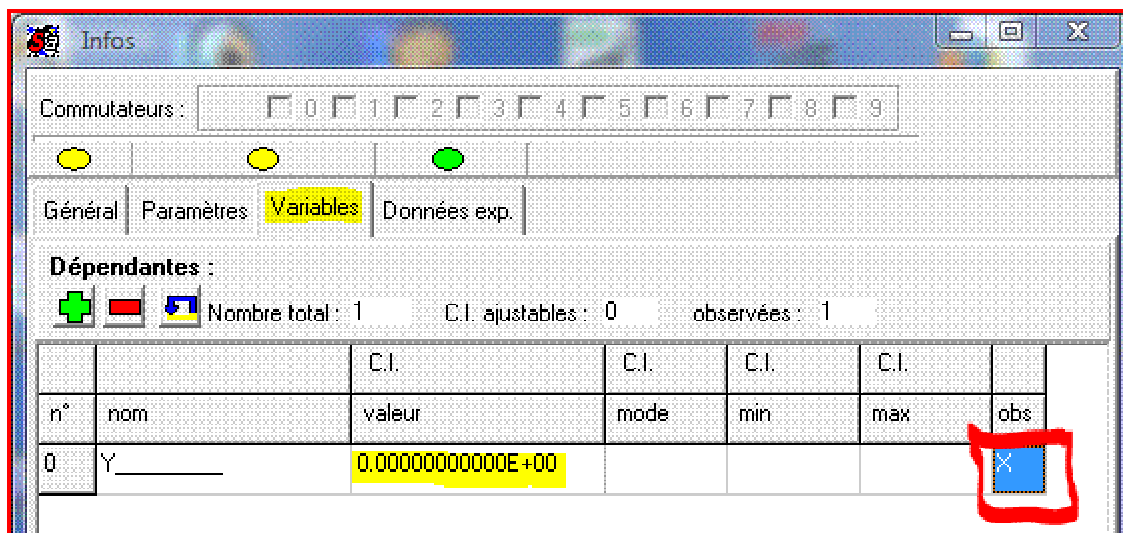 Infos
Commutateurs : 0 1 2 3 4 5 6 7 8 9
Général Paramètres Variables Données exp.
Dépendantes :
Nombre total : 1 C.I. ajustables : 0 observées : 1
C.I. C.I. C.I. C.I.
n° nom valeur mode min max obs
0 Y_________ 0.00000000000E+00 X